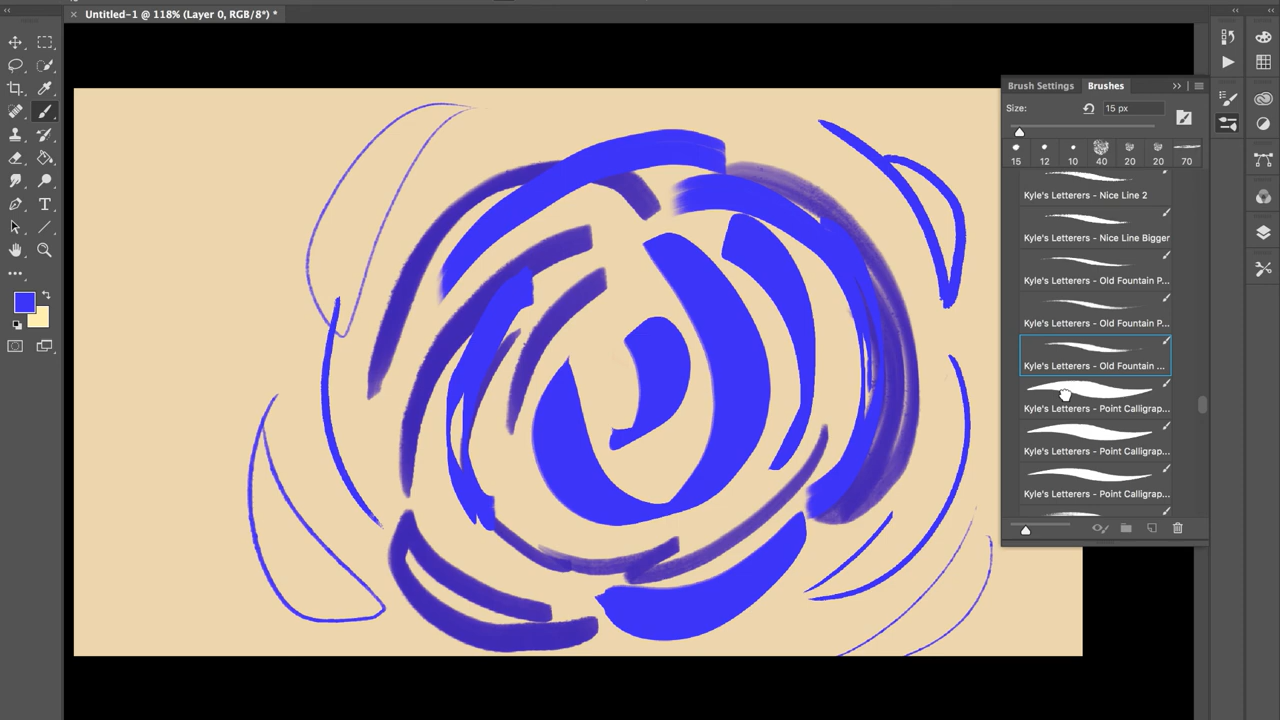 Untitled-1 @ 118% (Layer 0, RGB/8*) *
Brush Settings
Brushes
Size:
15 px
15 12 10 40 20 20 70
Kyle's Letterers - Nice Line 2
Kyle's Letterers - Nice Line Bigger
Kyle's Letterers - Old Fountain P...
Kyle's Letterers - Old Fountain P...
Kyle's Letterers - Old Fountain ...
Kyle's Letterers - Point Calligrap...
Kyle's Letterers - Point Calligrap...
Kyle's Letterers - Point Calligrap...